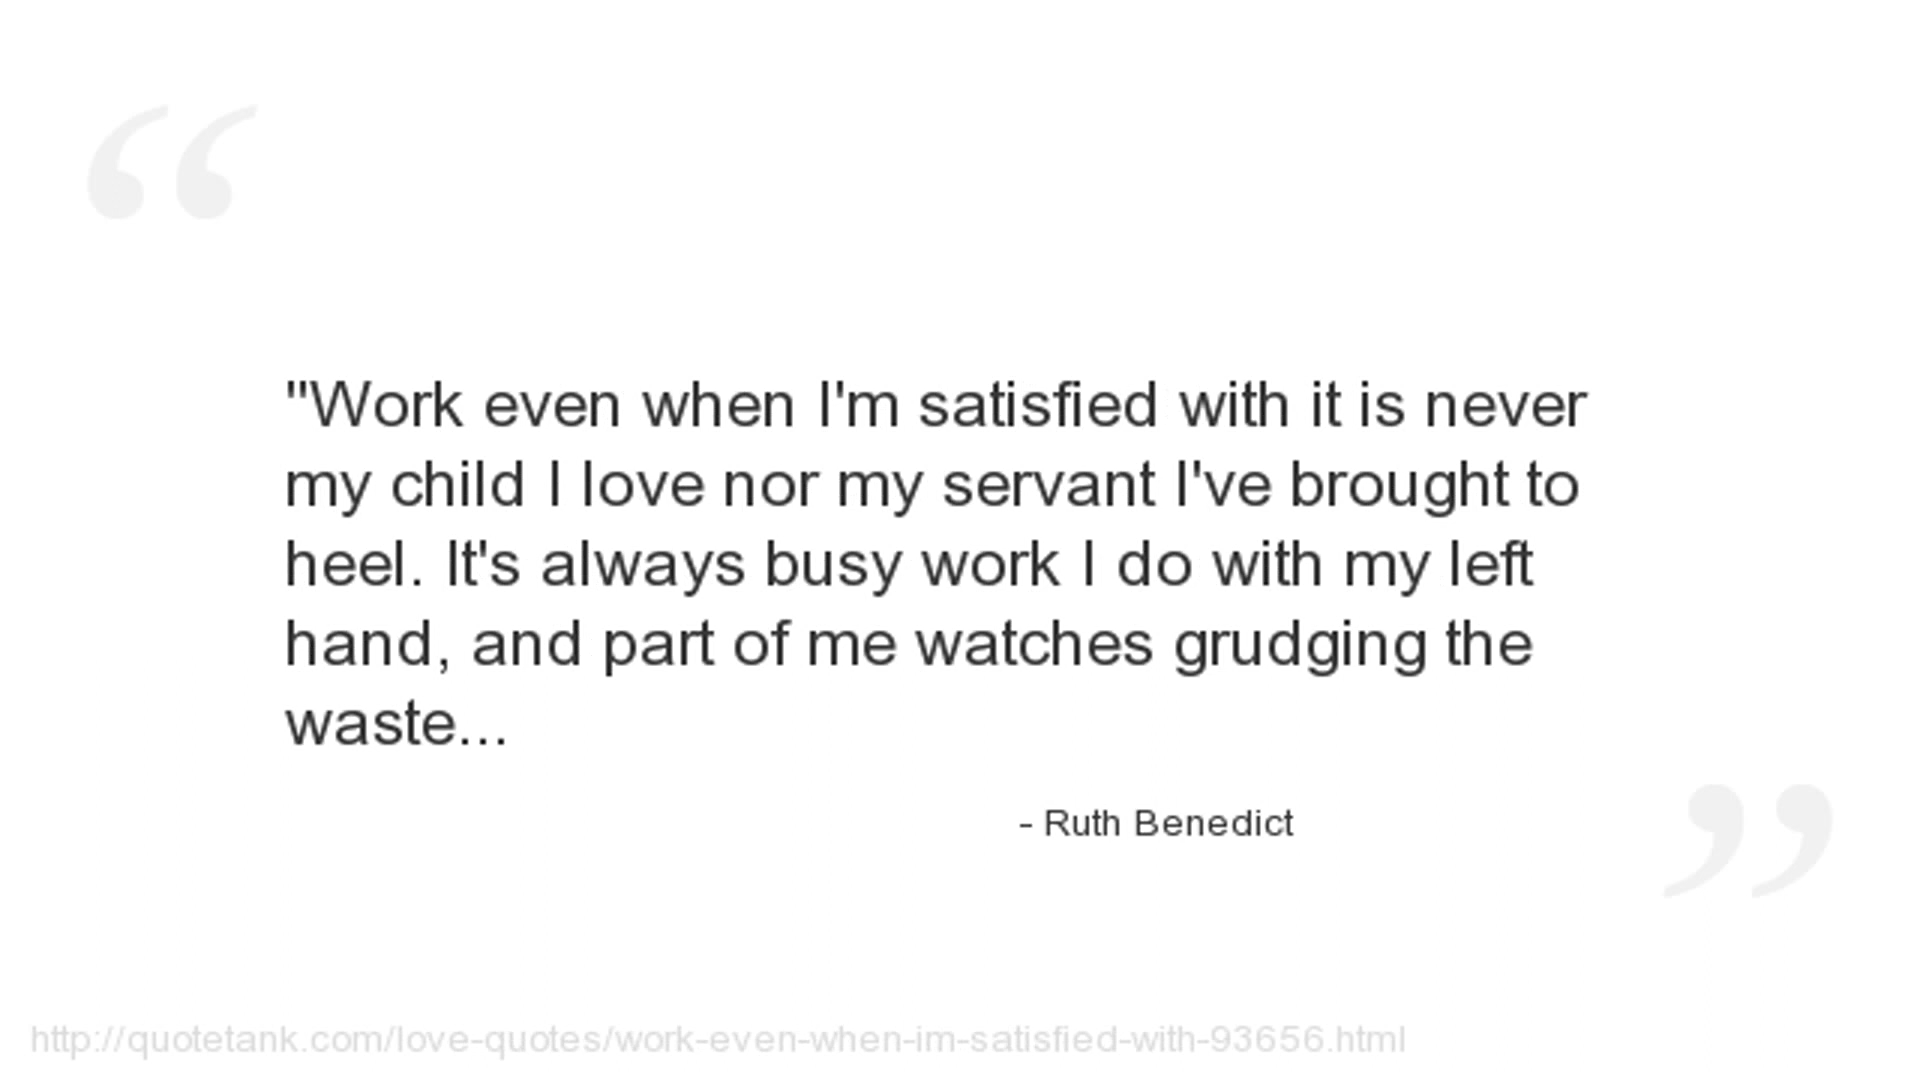 "Work even when I'm satisfied with it is never
my child I love nor my servant I've brought to
heel. It's always busy work I do with my left
hand, and part of me watches grudging the
waste...
- Ruth Benedict
http://quotetank.com/love-quotes/work-even-when-im-satisfied-with-93656.html